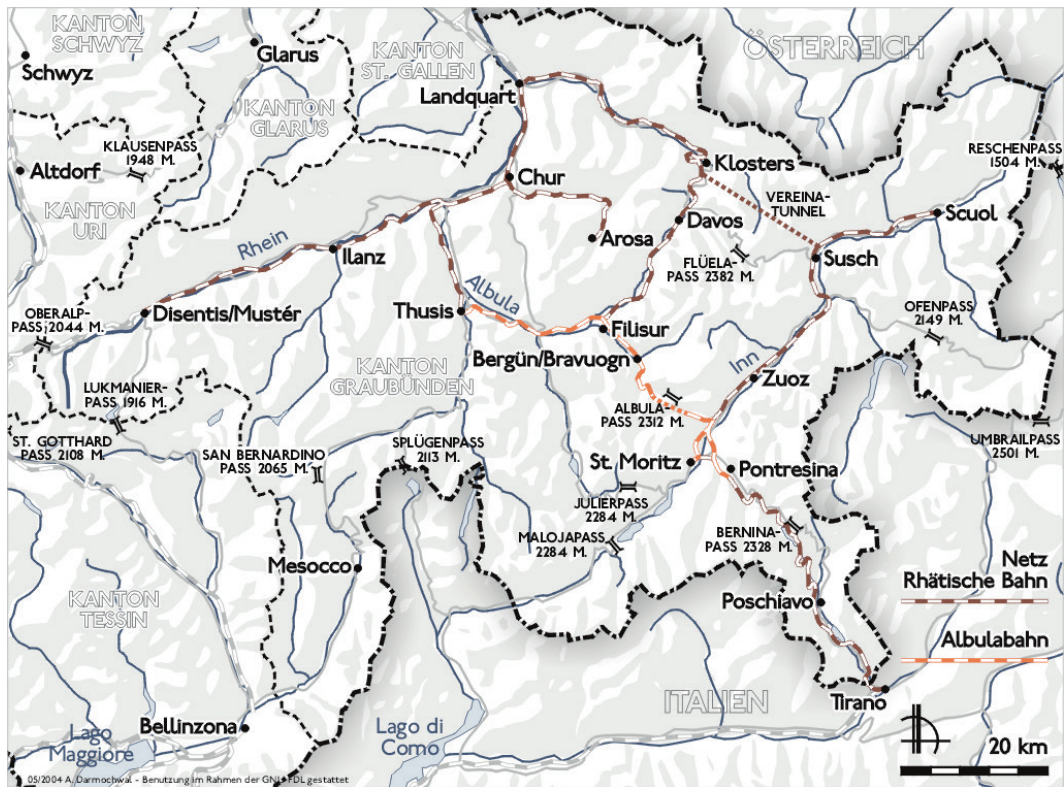 KANTON
SCHWYZ
Schwyz
Glarus
KANTON
ST. GALLEN
ÖSTERREICH
Landquart
KANTON
GLARUS
KLAUSENPASS
1948 M.
Altdorf
KANTON
URI
Chur
Klosters
RESCHENPASS
1504 M.
VEREINA-
TUNNEL
Scuol
Davos
Arosa
Rhein
Ilanz
FLÜELA-
PASS 2382 M.
Susch
OBERALP-
PASS 2044 M.
Disentis/Mustér
Thusis
Albula
Filisur
OFENPASS
2149 M.
Bergün/Bravuogn
Inn
Zuoz
KANTON
GRAUBÜNDEN
LUKMANIER-
PASS 1916 M.
ALBULA-
PASS 2312 M.
ST. GOTTHARD
PASS 2108 M.
SAN BERNARDINO
PASS 2065 M.
SPLÜGENPASS
2113 M.
UMBRAILPASS
2501 M.
St. Moritz
Pontresina
JULIERPASS
2284 M.
MALOJAPASS
2284 M.
BERNINA-
PASS 2328 M.
Mesocco
Netz
Rhätische Bahn
KANTON
TESSIN
Poschiavo
Albulabahn
ITALIEN
Tirano
Bellinzona
Lago
Maggiore
Lago di
Como
20 km
05/2004 A. Darmochwal - Benutzung im Rahmen der GNU FDL gestattet